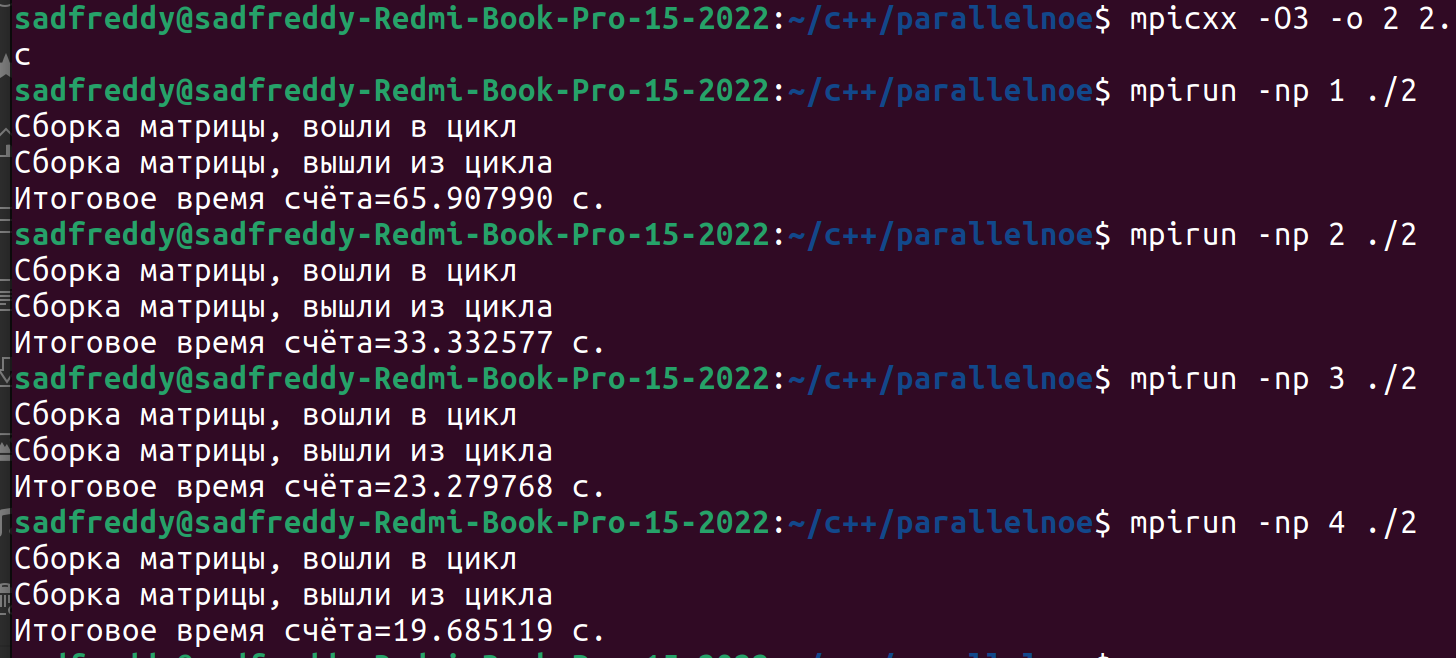 sadfreddy@sadfreddy-Redmi-Book-Pro-15-2022:~/c++/parallelnoe$ mpicxx -O3 -o 2 2.
c
sadfreddy@sadfreddy-Redmi-Book-Pro-15-2022:~/c++/parallelnoe$ mpirun -np 1 ./2
Сборка матрицы, вошли в цикл
Сборка матрицы, вышли из цикла
Итоговое время счёта=65.907990 с.
sadfreddy@sadfreddy-Redmi-Book-Pro-15-2022:~/c++/parallelnoe$ mpirun -np 2 ./2
Сборка матрицы, вошли в цикл
Сборка матрицы, вышли из цикла
Итоговое время счёта=33.332577 с.
sadfreddy@sadfreddy-Redmi-Book-Pro-15-2022:~/c++/parallelnoe$ mpirun -np 3 ./2
Сборка матрицы, вошли в цикл
Сборка матрицы, вышли из цикла
Итоговое время счёта=23.279768 с.
sadfreddy@sadfreddy-Redmi-Book-Pro-15-2022:~/c++/parallelnoe$ mpirun -np 4 ./2
Сборка матрицы, вошли в цикл
Сборка матрицы, вышли из цикла
Итоговое время счёта=19.685119 с.